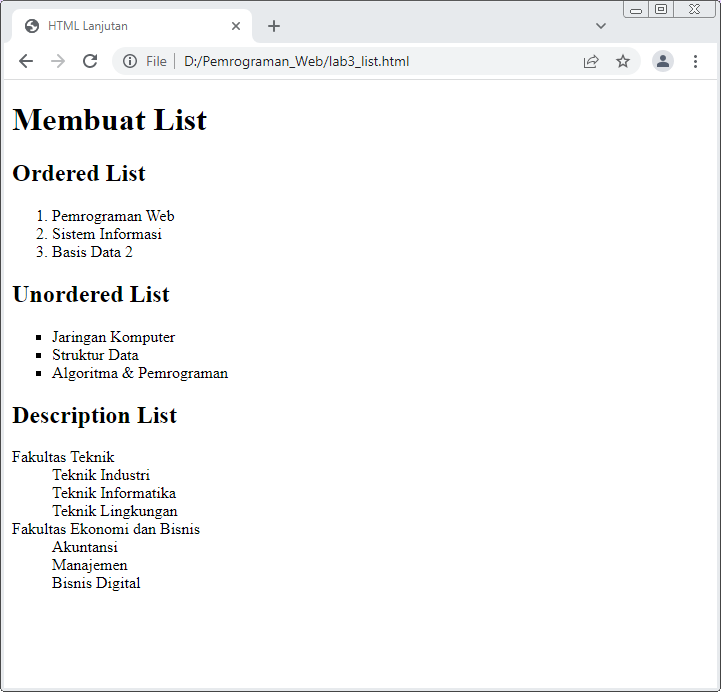 HTML Lanjutan
File D:/Pemrograman_Web/lab3_list.html
Membuat List
Ordered List
1. Pemrograman Web
2. Sistem Informasi
3. Basis Data 2
Unordered List
▪ Jaringan Komputer
▪ Struktur Data
▪ Algoritma & Pemrograman
Description List
Fakultas Teknik
Teknik Industri
Teknik Informatika
Teknik Lingkungan
Fakultas Ekonomi dan Bisnis
Akuntansi
Manajemen
Bisnis Digital